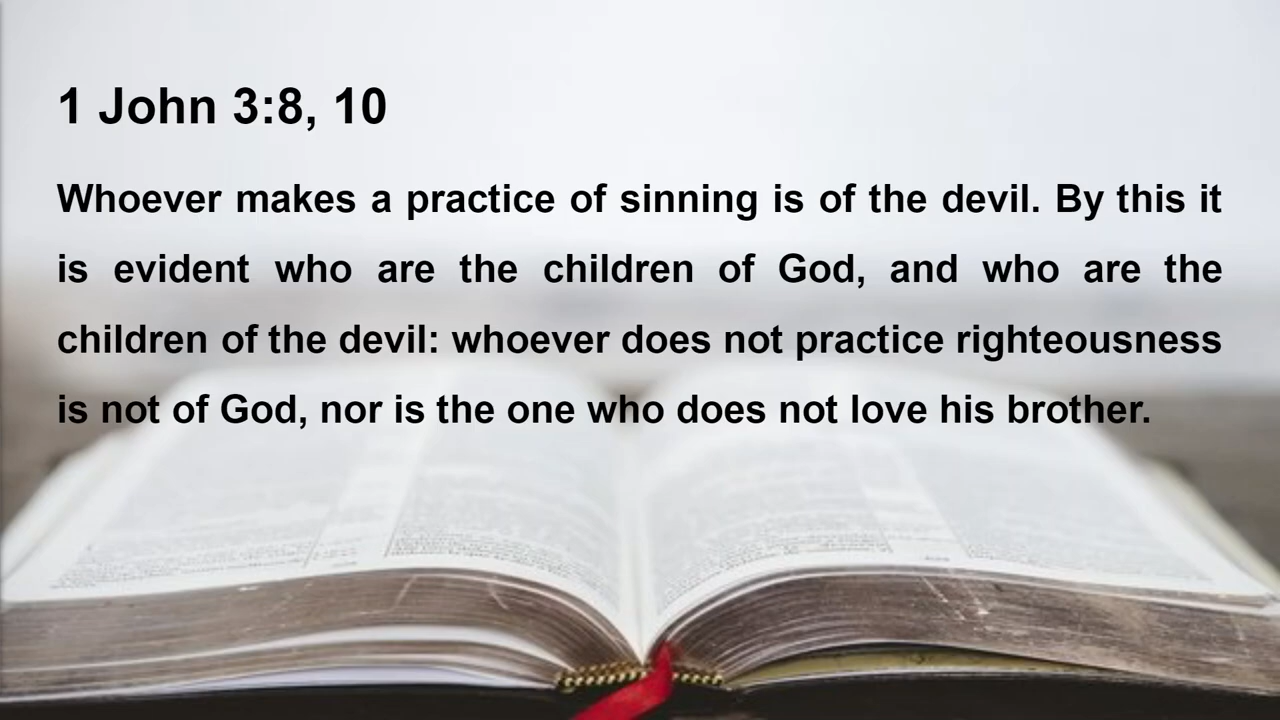 1 John 3:8, 10
Whoever makes a practice of sinning is of the devil. By this it
is evident who are the children of God, and who are the
children of the devil: whoever does not practice righteousness
is not of God, nor is the one who does not love his brother.